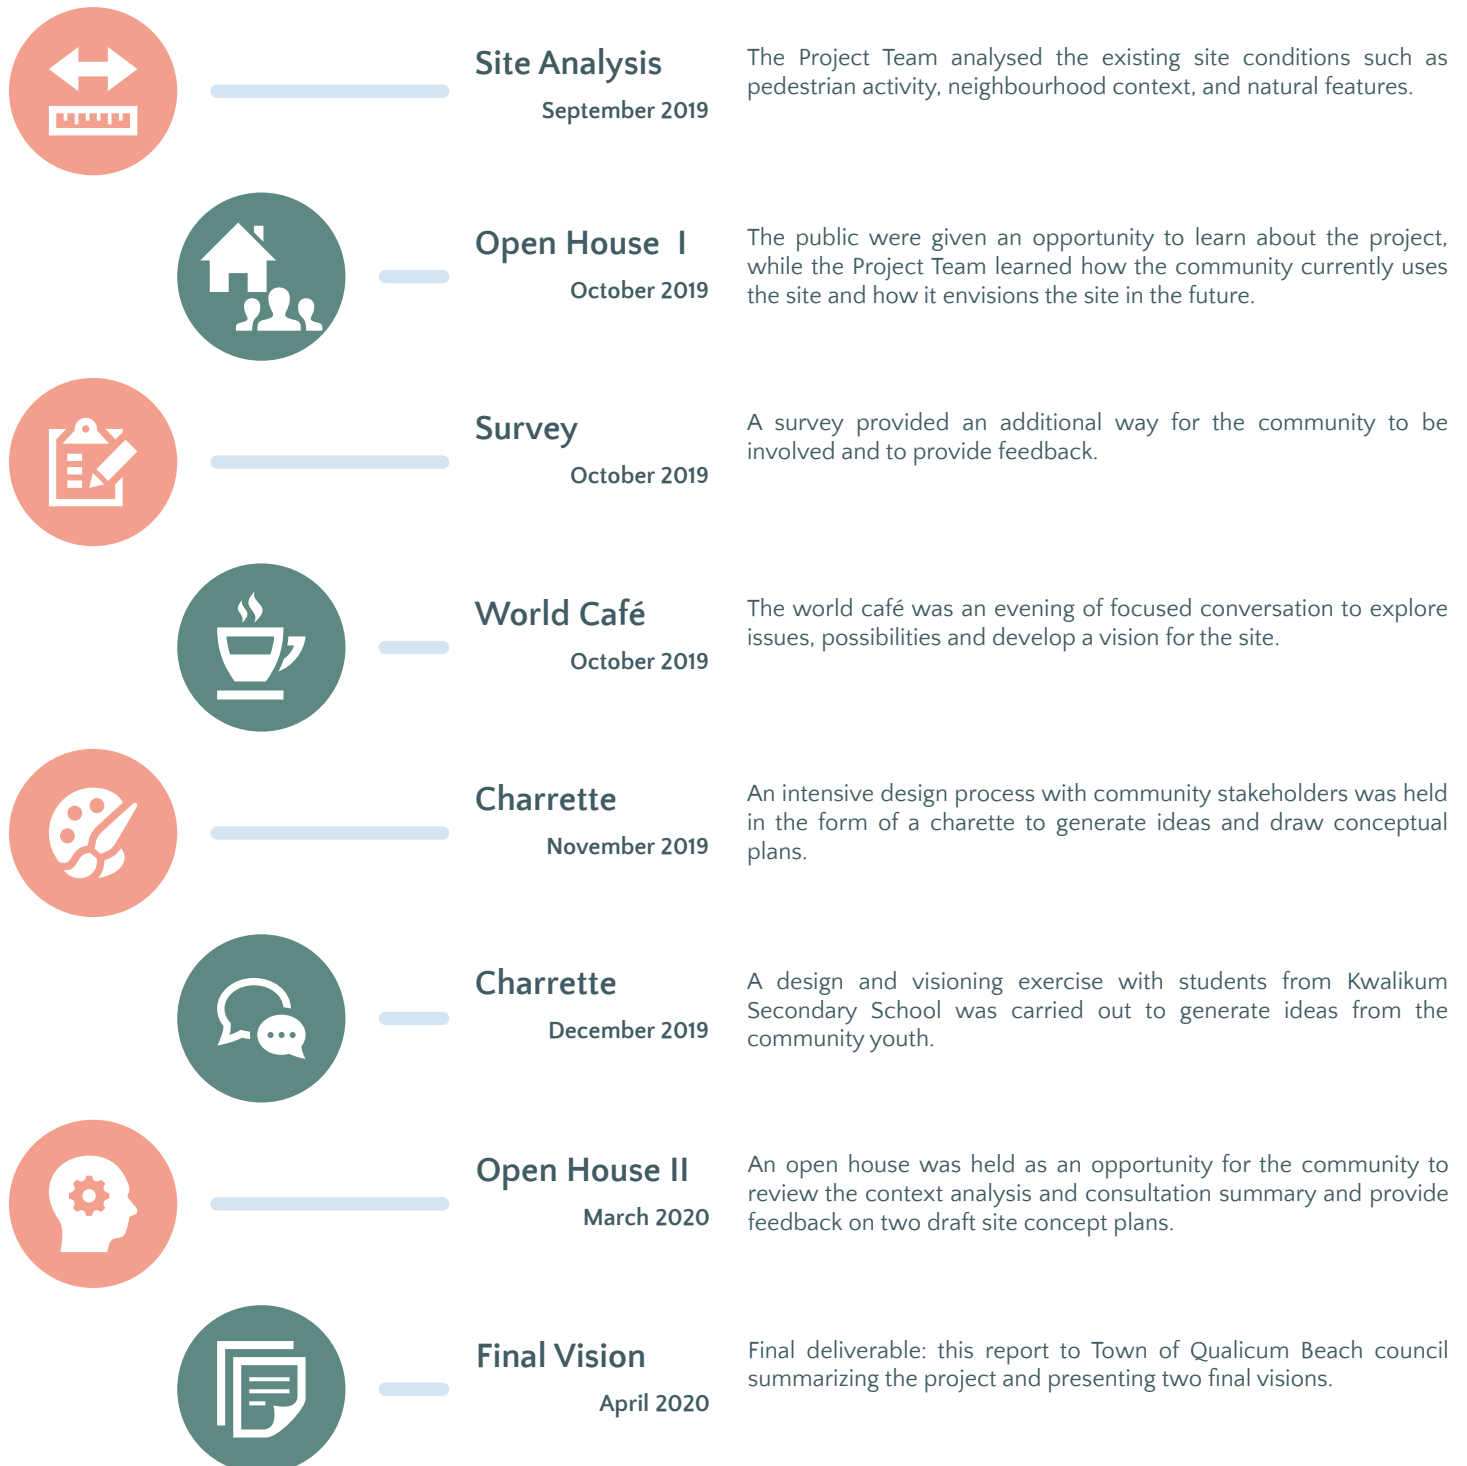 Site Analysis
September 2019
The Project Team analysed the existing site conditions such as
pedestrian activity, neighbourhood context, and natural features.
Open House I
October 2019
The public were given an opportunity to learn about the project,
while the Project Team learned how the community currently uses
the site and how it envisions the site in the future.
Survey
October 2019
A survey provided an additional way for the community to be
involved and to provide feedback.
World Café
October 2019
The world café was an evening of focused conversation to explore
issues, possibilities and develop a vision for the site.
Charrette
November 2019
An intensive design process with community stakeholders was held
in the form of a charette to generate ideas and draw conceptual
plans.
Charrette
December 2019
A design and visioning exercise with students from Kwalikum
Secondary School was carried out to generate ideas from the
community youth.
Open House II
March 2020
An open house was held as an opportunity for the community to
review the context analysis and consultation summary and provide
feedback on two draft site concept plans.
Final Vision
April 2020
Final deliverable: this report to Town of Qualicum Beach council
summarizing the project and presenting two final visions.